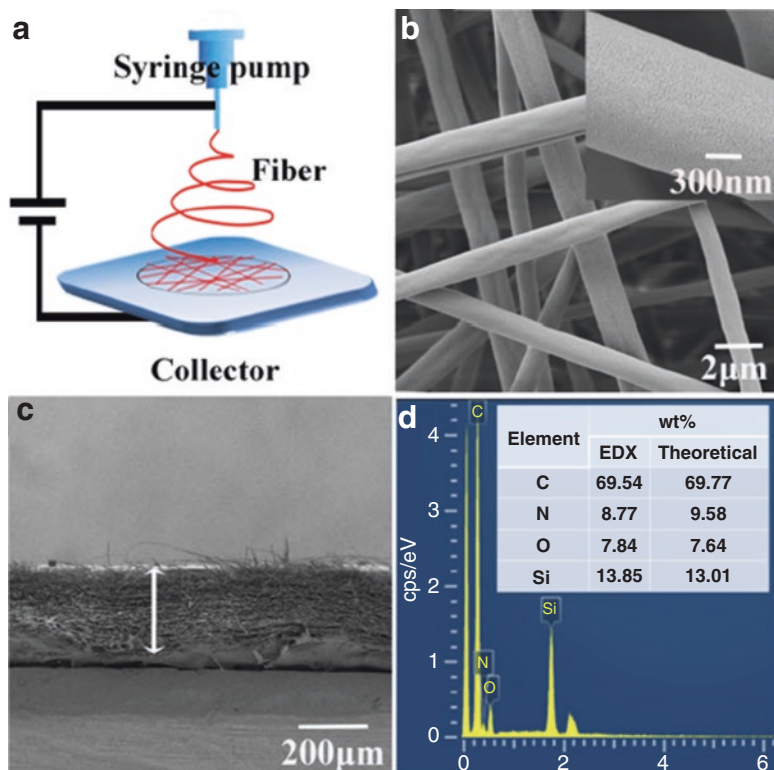 a
Syringe pump
Fiber
Collector
b
300nm
2μm
c
200μm
d
cps/eV
4
3
2
1
0
0 2 4 6
C
N
O
Si
Element wt%
EDX Theoretical
C 69.54 69.77
N 8.77 9.58
O 7.84 7.64
Si 13.85 13.01